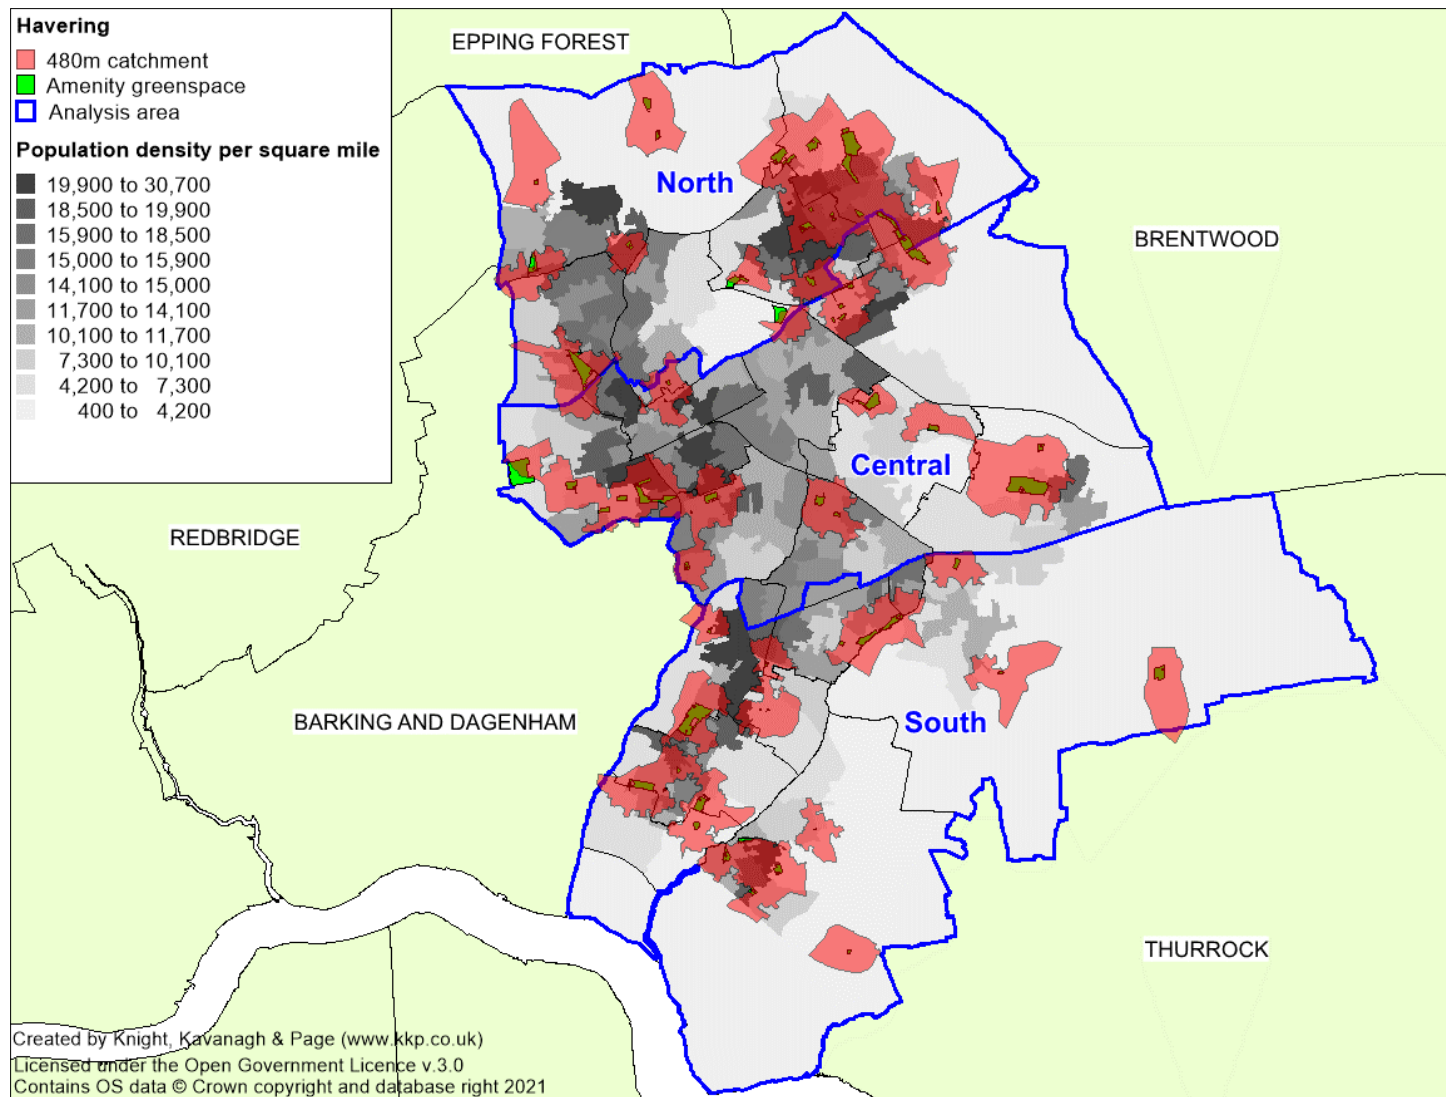 Havering
480m catchment
Amenity greenspace
Analysis area
Population density per square mile
19,900 to 30,700
18,500 to 19,900
15,900 to 18,500
15,000 to 15,900
14,100 to 15,000
11,700 to 14,100
10,100 to 11,700
7,300 to 10,100
4,200 to 7,300
400 to 4,200
EPPING FOREST
North
BRENTWOOD
Central
REDBRIDGE
BARKING AND DAGENHAM
South
THURROCK
Created by Knight, Kavanagh & Page (www.kkp.co.uk)
Licensed under the Open Government Licence v.3.0
Contains OS data © Crown copyright and database right 2021